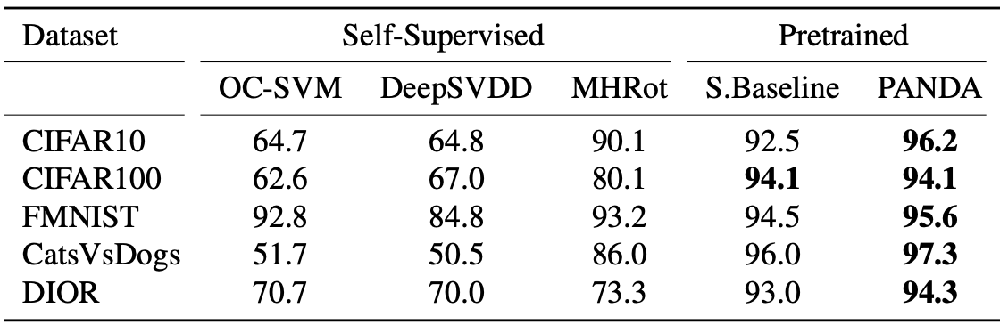 Dataset Self-Supervised Pretrained
OC-SVM DeepSVDD MHRot S.Baseline PANDA
CIFAR10 64.7 64.8 90.1 92.5 96.2
CIFAR100 62.6 67.0 80.1 94.1 94.1
FMNIST 92.8 84.8 93.2 94.5 95.6
CatsVsDogs 51.7 50.5 86.0 96.0 97.3
DIOR 70.7 70.0 73.3 93.0 94.3